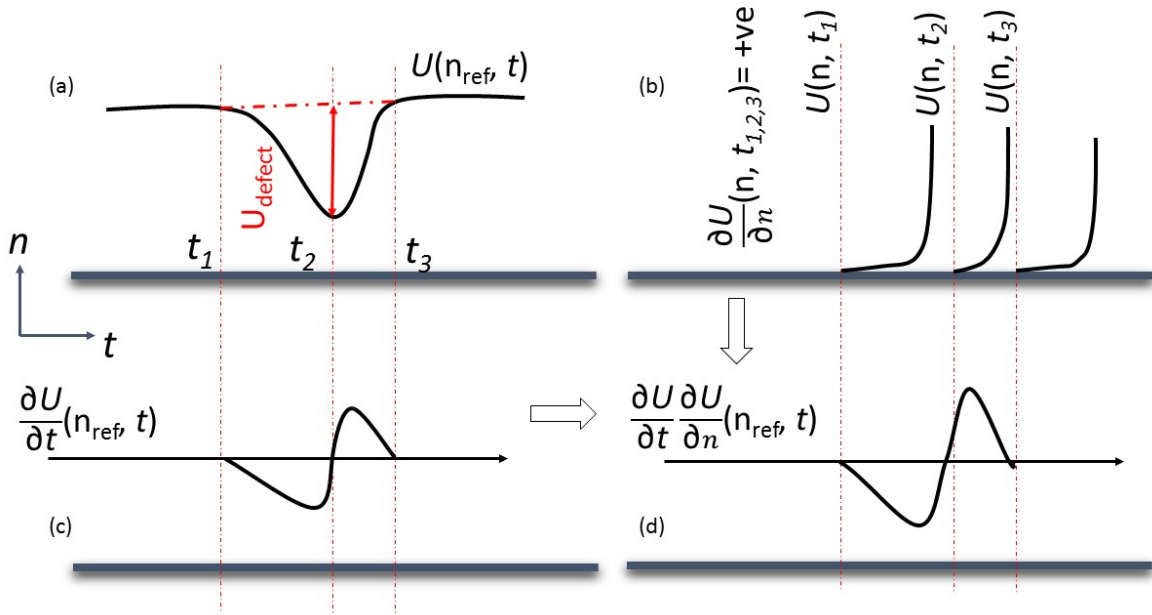 (a)
U(n_ref, t)
U_defect
t_1
t_2
t_3
n
t
(b)
∂U/∂n (n, t_1,2,3)= +ve
U(n, t_1)
U(n, t_2)
U(n, t_3)
∂U/∂t (n_ref, t)
(c)
∂U/∂t ∂U/∂n (n_ref, t)
(d)